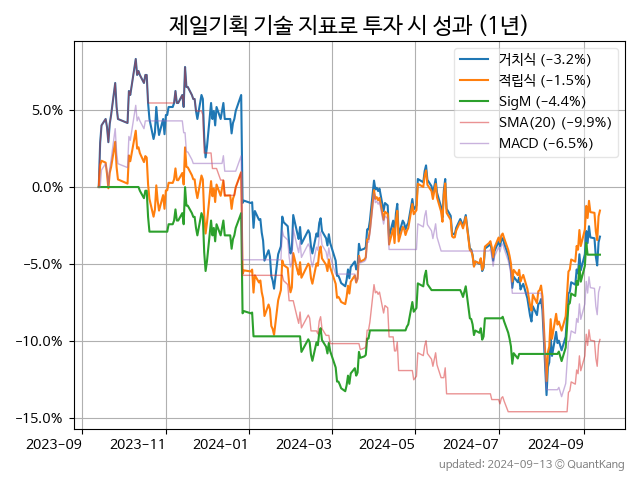 제일기획 기술 지표로 투자 시 성과 (1년)
거치식 (−3.2%)
적립식 (−1.5%)
SigM (−4.4%)
SMA(20) (−9.9%)
MACD (−6.5%)
5.0%
0.0%
−5.0%
−10.0%
−15.0%
2023-09 2023-11 2024-01 2024-03 2024-05 2024-07 2024-09
updated: 2024-09-13 © QuantKang